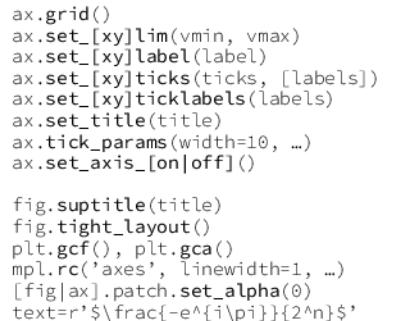 ax.grid()
ax.set_[xy]lim(vmin, vmax)
ax.set_[xy]label(label)
ax.set_[xy]ticks(ticks, [labels])
ax.set_[xy]ticklabels(labels)
ax.set_title(title)
ax.tick_params(width=10, …)
ax.set_axis_[on|off]()

fig.suptitle(title)
fig.tight_layout()
plt.gcf(), plt.gca()
mpl.rc(’axes’, linewidth=1, …)
[fig|ax].patch.set_alpha(0)
text=r’$\frac{-e^{i\pi}}{2^n}$’